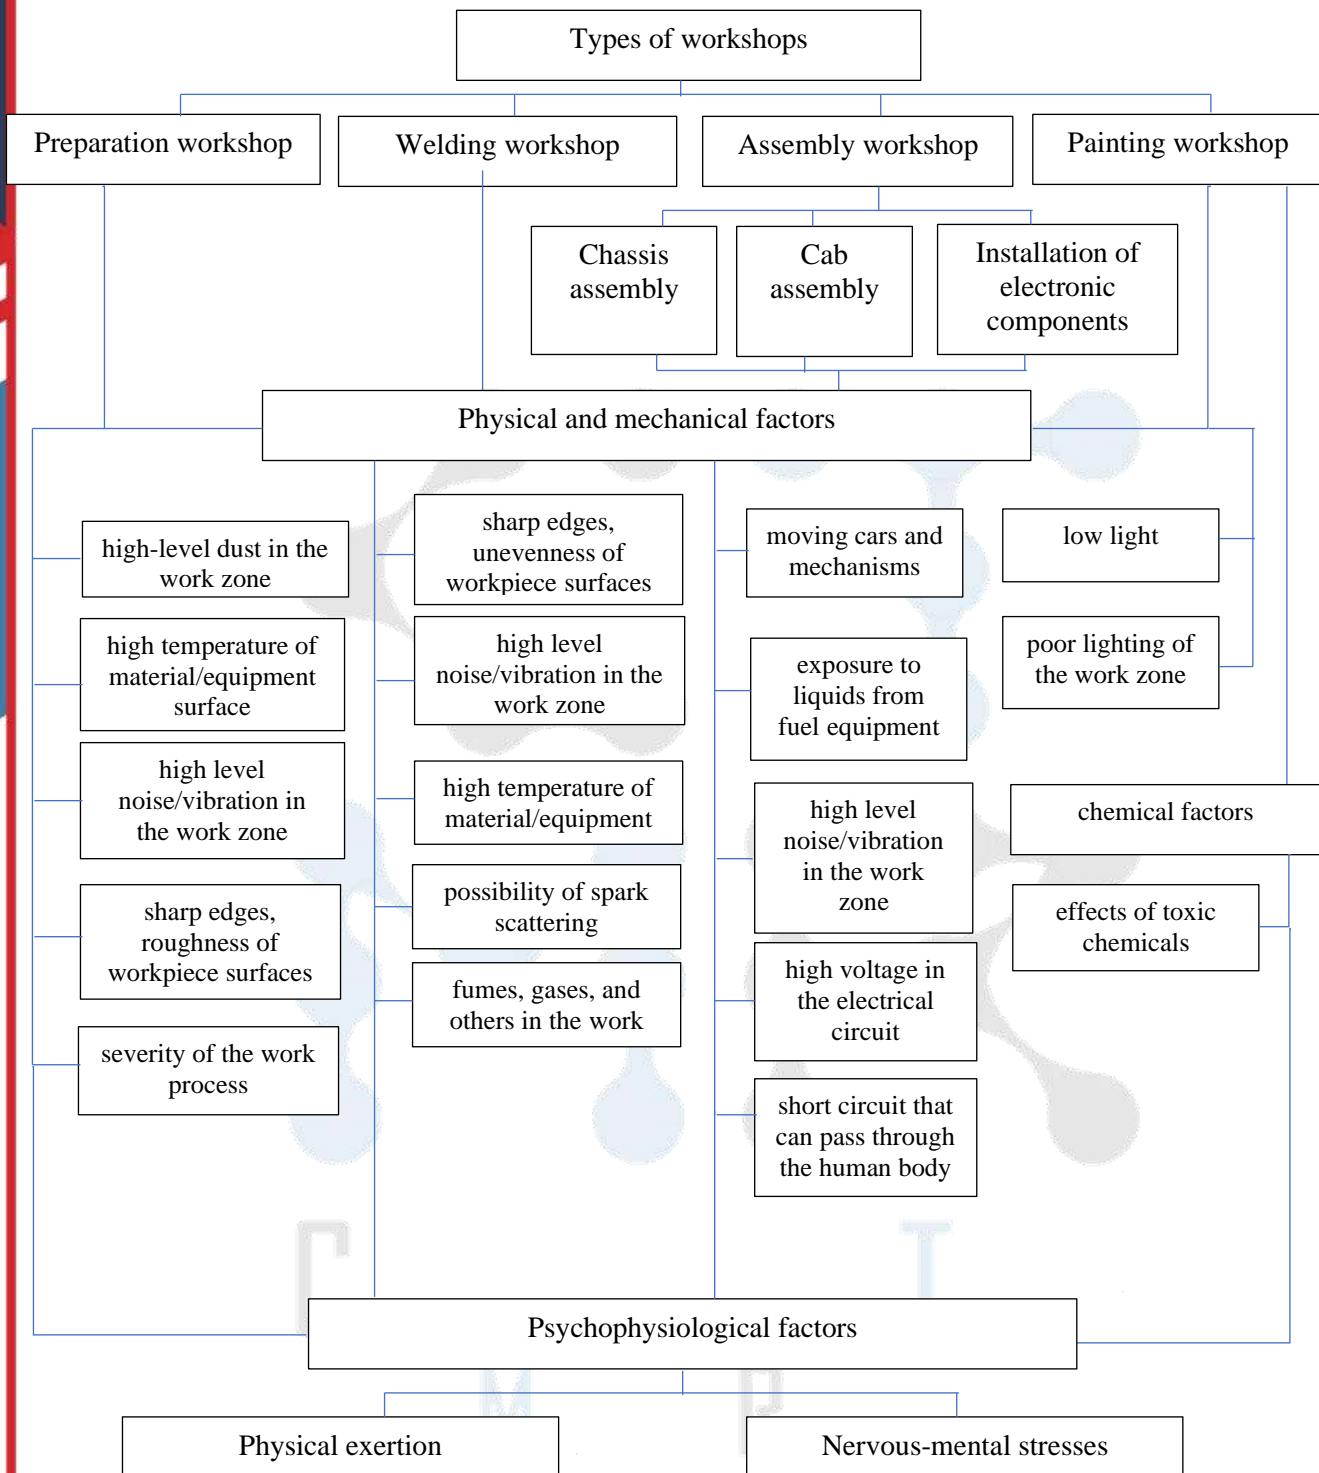 Types of workshops
Preparation workshop
Welding workshop
Assembly workshop
Painting workshop
Chassis
assembly
Cab
assembly
Installation of
electronic
components
Physical and mechanical factors
high-level dust in the
work zone
high temperature of
material/equipment
surface
high level
noise/vibration in
the work zone
sharp edges,
roughness of
workpiece surfaces
severity of the work
process
sharp edges,
unevenness of
workpiece surfaces
high level
noise/vibration in the
work zone
high temperature of
material/equipment
possibility of spark
scattering
fumes, gases, and
others in the work
moving cars and
mechanisms
exposure to
liquids from
fuel equipment
high level
noise/vibration
in the work
zone
high voltage in
the electrical
circuit
short circuit that
can pass through
the human body
low light
poor lighting of
the work zone
chemical factors
effects of toxic
chemicals
Psychophysiological factors
Physical exertion
Nervous-mental stresses